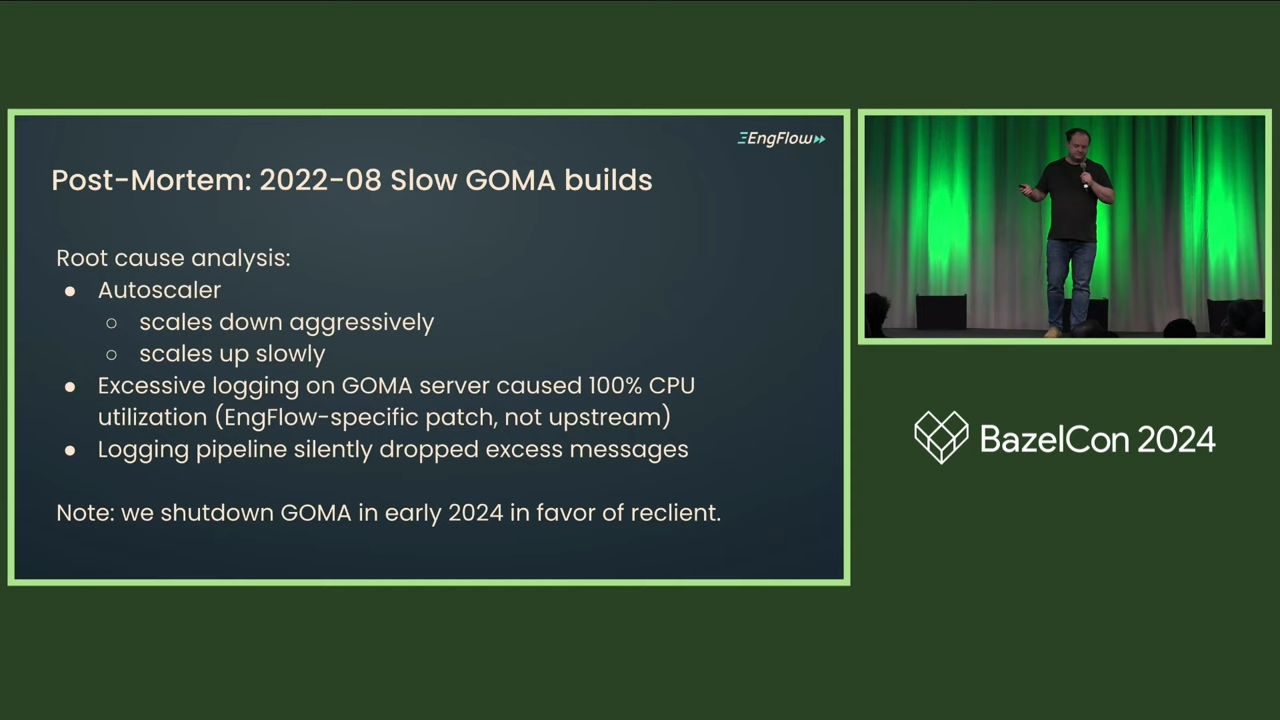 EngFlow
Post-Mortem: 2022-08 Slow GOMA builds
Root cause analysis:
● Autoscaler
○ scales down aggressively
○ scales up slowly
● Excessive logging on GOMA server caused 100% CPU
utilization (EngFlow-specific patch, not upstream)
● Logging pipeline silently dropped excess messages
Note: we shutdown GOMA in early 2024 in favor of reclient.
BazelCon 2024